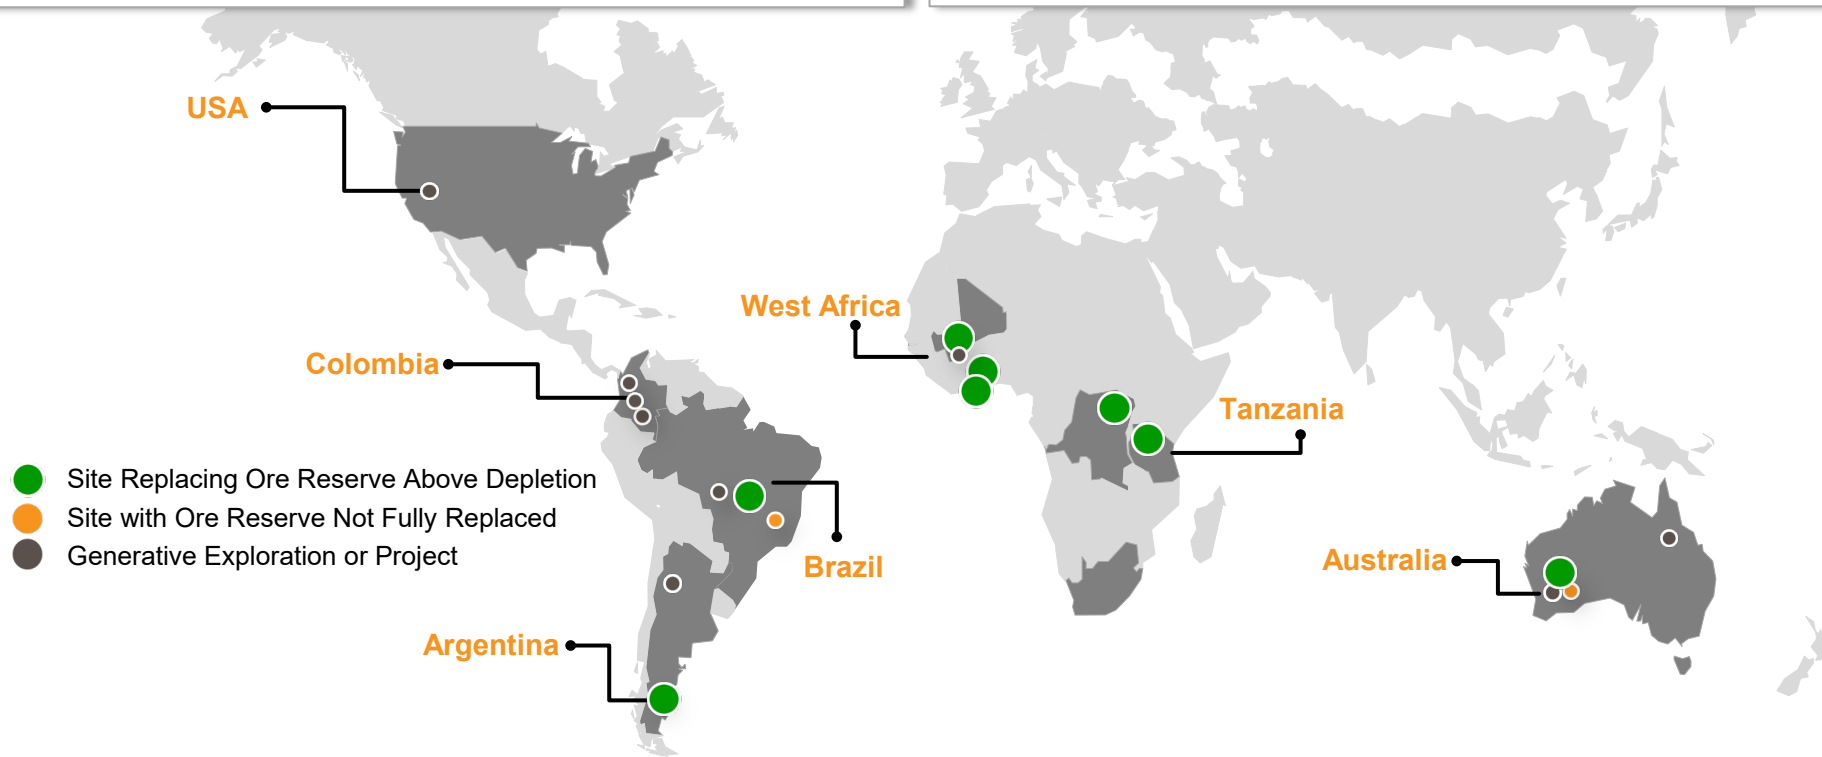 USA
West Africa
Colombia
Tanzania
Site Replacing Ore Reserve Above Depletion
Site with Ore Reserve Not Fully Replaced
Generative Exploration or Project
Brazil
Australia
Argentina